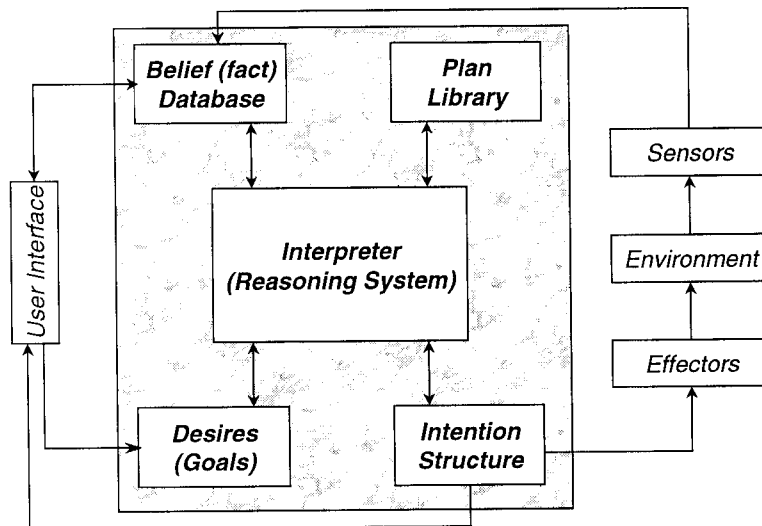 Belief (fact)
Database
Plan
Library
Sensors
User Interface
Interpreter
(Reasoning System)
Environment
Effectors
Desires
(Goals)
Intention
Structure